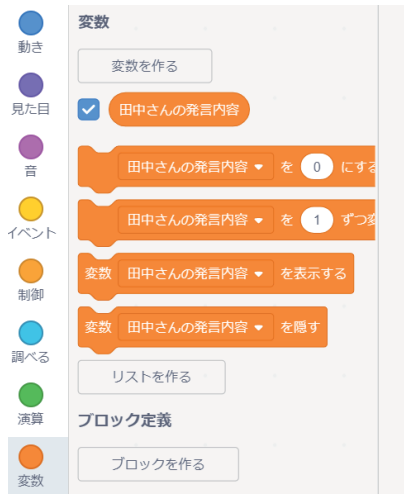 動き
見た目
音
イベント
制御
調べる
演算
変数
変数
変数を作る
田中さんの発言内容
田中さんの発言内容 を 0 にする
田中さんの発言内容 を 1 ずつ変
変数 田中さんの発言内容 を表示する
変数 田中さんの発言内容 を隠す
リストを作る
ブロック定義
ブロックを作る